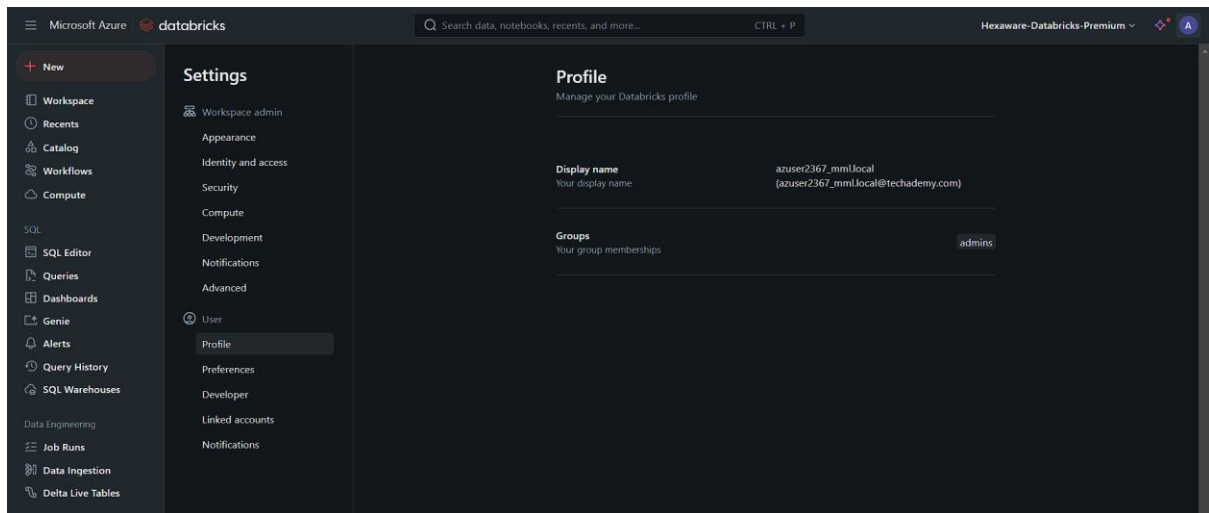 Microsoft Azure databricks
Search data, notebooks, recents, and more... CTRL + P
Hexaware-Databricks-Premium
A
New
Workspace
Recents
Catalog
Workflows
Compute
SQL
SQL Editor
Queries
Dashboards
Genie
Alerts
Query History
SQL Warehouses
Data Engineering
Job Runs
Data Ingestion
Delta Live Tables
Settings
Workspace admin
Appearance
Identity and access
Security
Compute
Development
Notifications
Advanced
User
Profile
Preferences
Developer
Linked accounts
Notifications
Profile
Manage your Databricks profile
Display name
Your display name
azuser2367_mml.local
(azuser2367_mml.local@techademy.com)
Groups
Your group memberships
admins